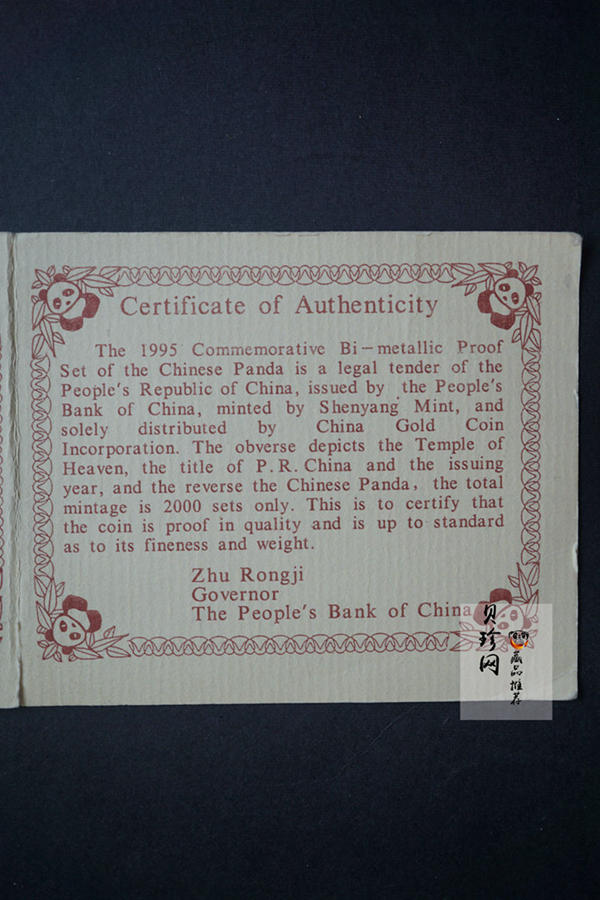 Certificate of Authenticity
The 1995 Commemorative Bi-metallic Proof
Set of the Chinese Panda is a legal tender of the
People's Republic of China, issued by the People's
Bank of China, minted by Shenyang Mint, and
solely distributed by China Gold Coin
Incorporation. The obverse depicts the Temple of
Heaven, the title of P.R.China and the issuing
year, and the reverse the Chinese Panda, the total
mintage is 2000 sets only. This is to certify that
the coin is proof in quality and is up to standard
as to its fineness and weight.
Zhu Rongji
Governor
The People's Bank of China
贝珍网
藏品推荐